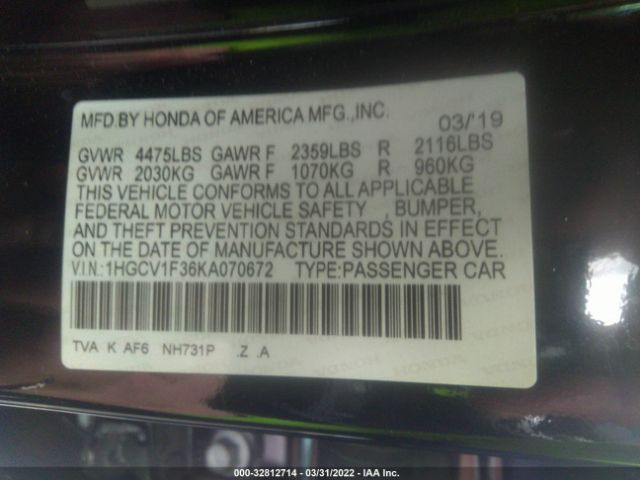 MFD.BY HONDA OF AMERICA MFG.,INC. 03/'19
GVWR 4475LBS GAWR F 2359LBS R 2116LBS
GVWR 2030KG GAWR F 1070KG R 960KG
THIS VEHICLE CONFORMS TO ALL APPLICABLE
FEDERAL MOTOR VEHICLE SAFETY , BUMPER,
AND THEFT PREVENTION STANDARDS IN EFFECT
ON THE DATE OF MANUFACTURE SHOWN ABOVE.
V.I.N.:1HGCV1F36KA070672 TYPE:PASSENGER CAR
TVA K AF6 NH731P .Z .A
000-32812714 - 03/31/2022 - IAA Inc.